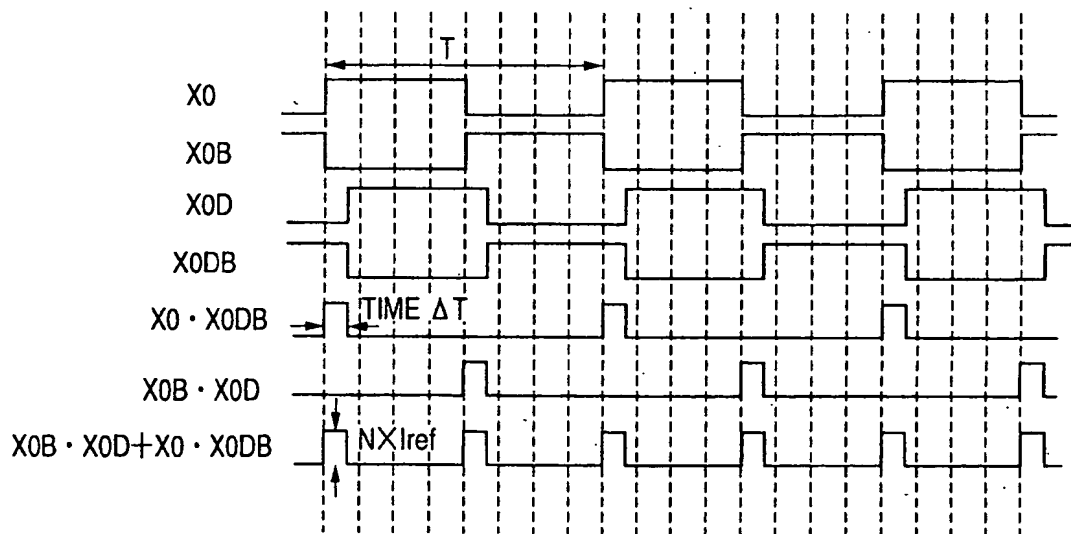 T
X0
X0B
X0D
X0DB
X0 · X0DB
TIME ΔT
X0B · X0D
X0B · X0D+X0 · X0DB
N×Iref